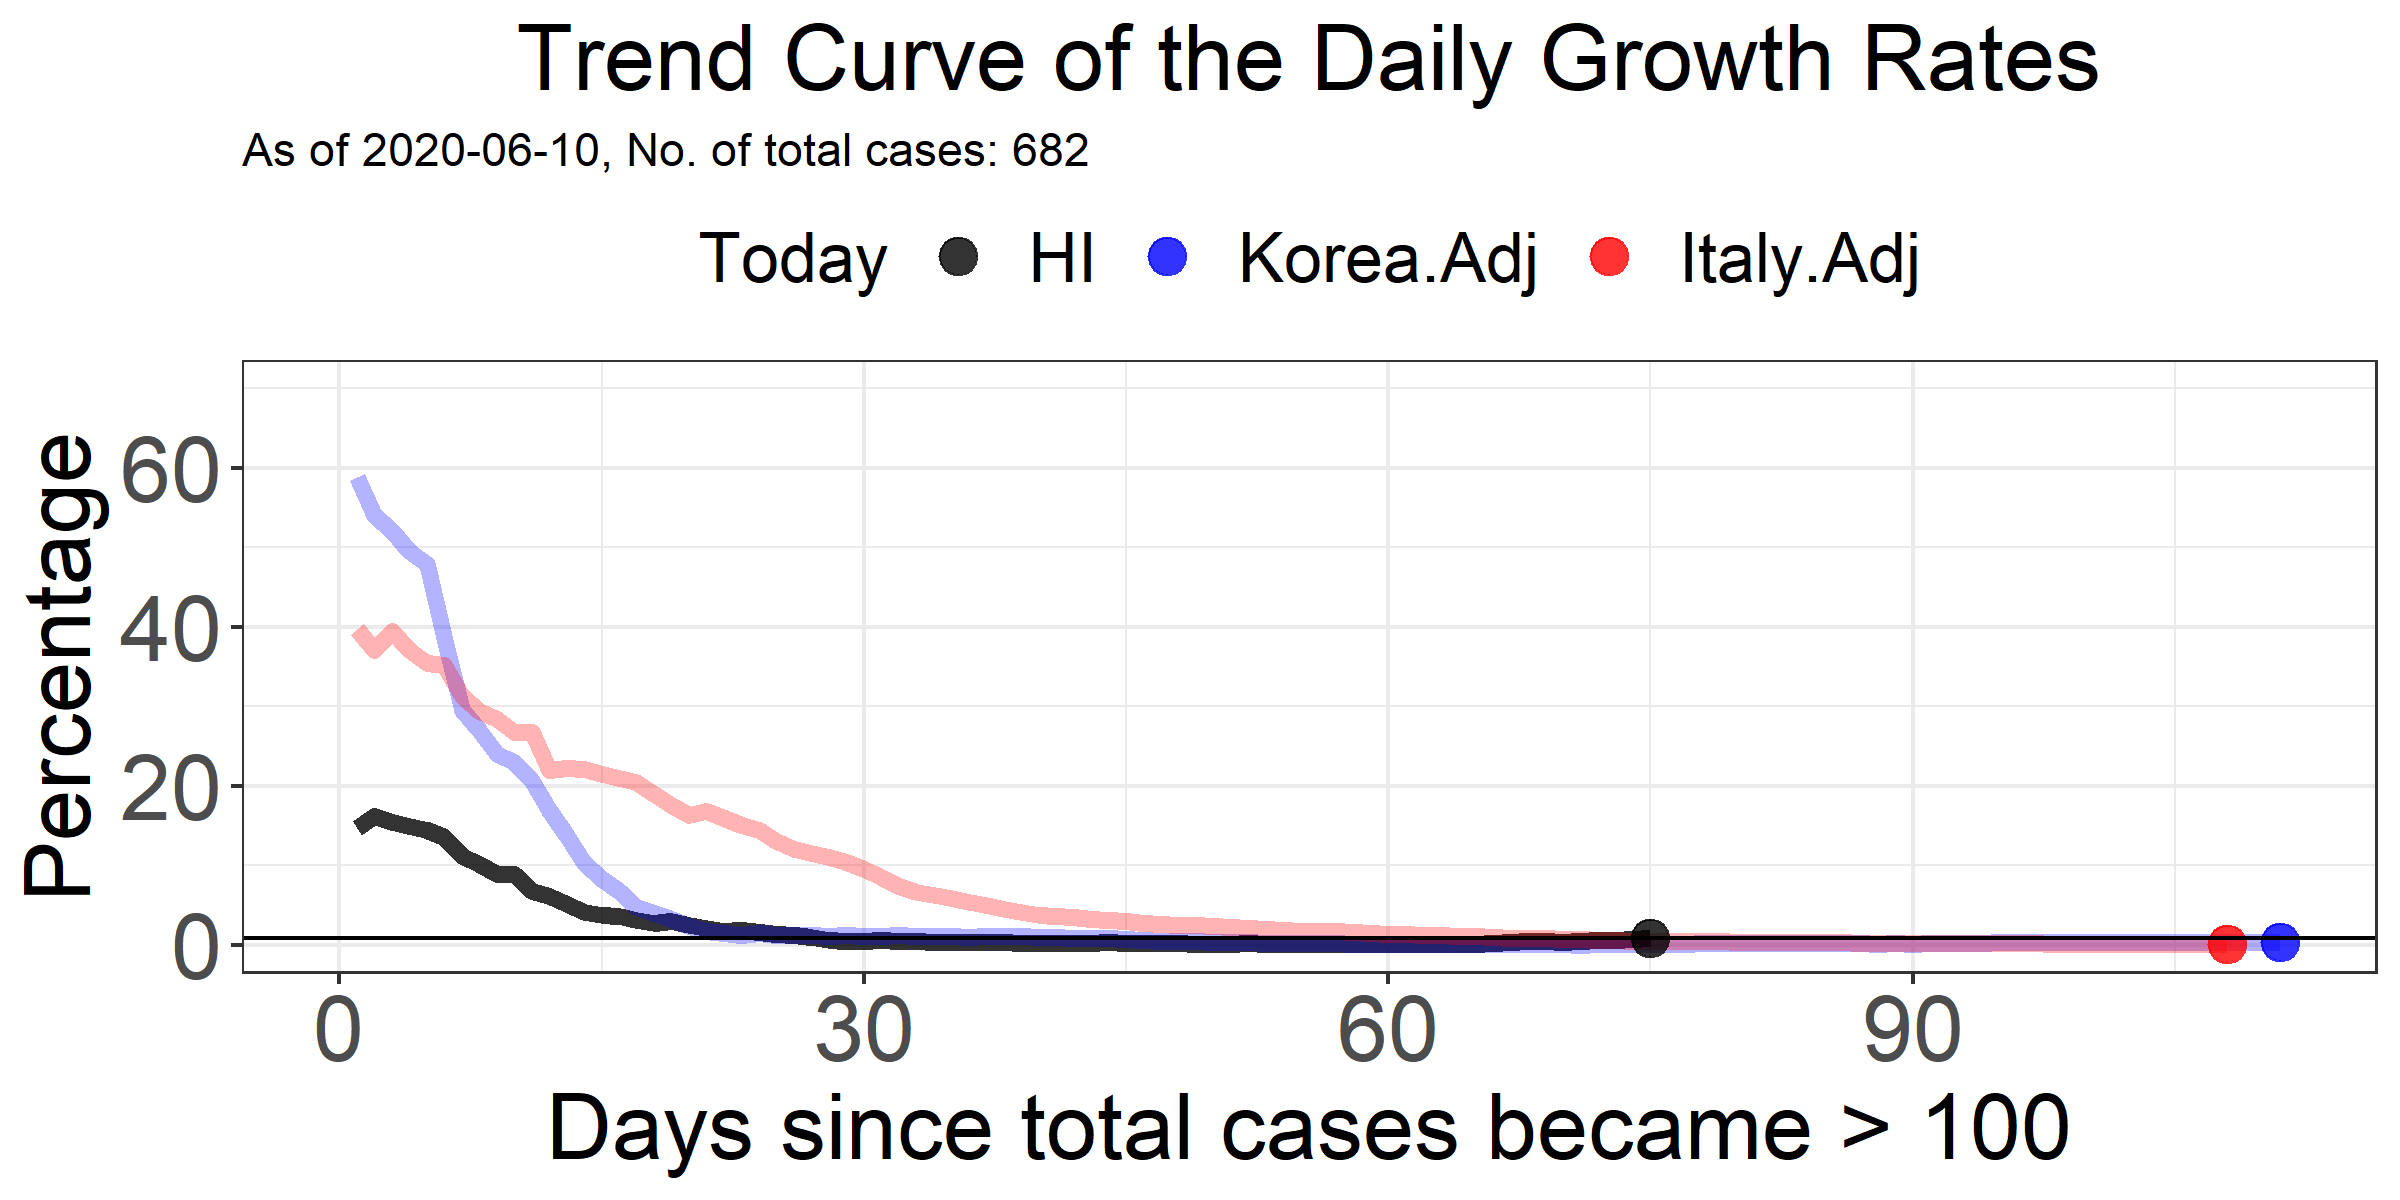 Trend Curve of the Daily Growth Rates
As of 2020-06-10, No. of total cases: 682
Today HI Korea.Adj Italy.Adj
Percentage
60
40
20
0
0 30 60 90
Days since total cases became > 100